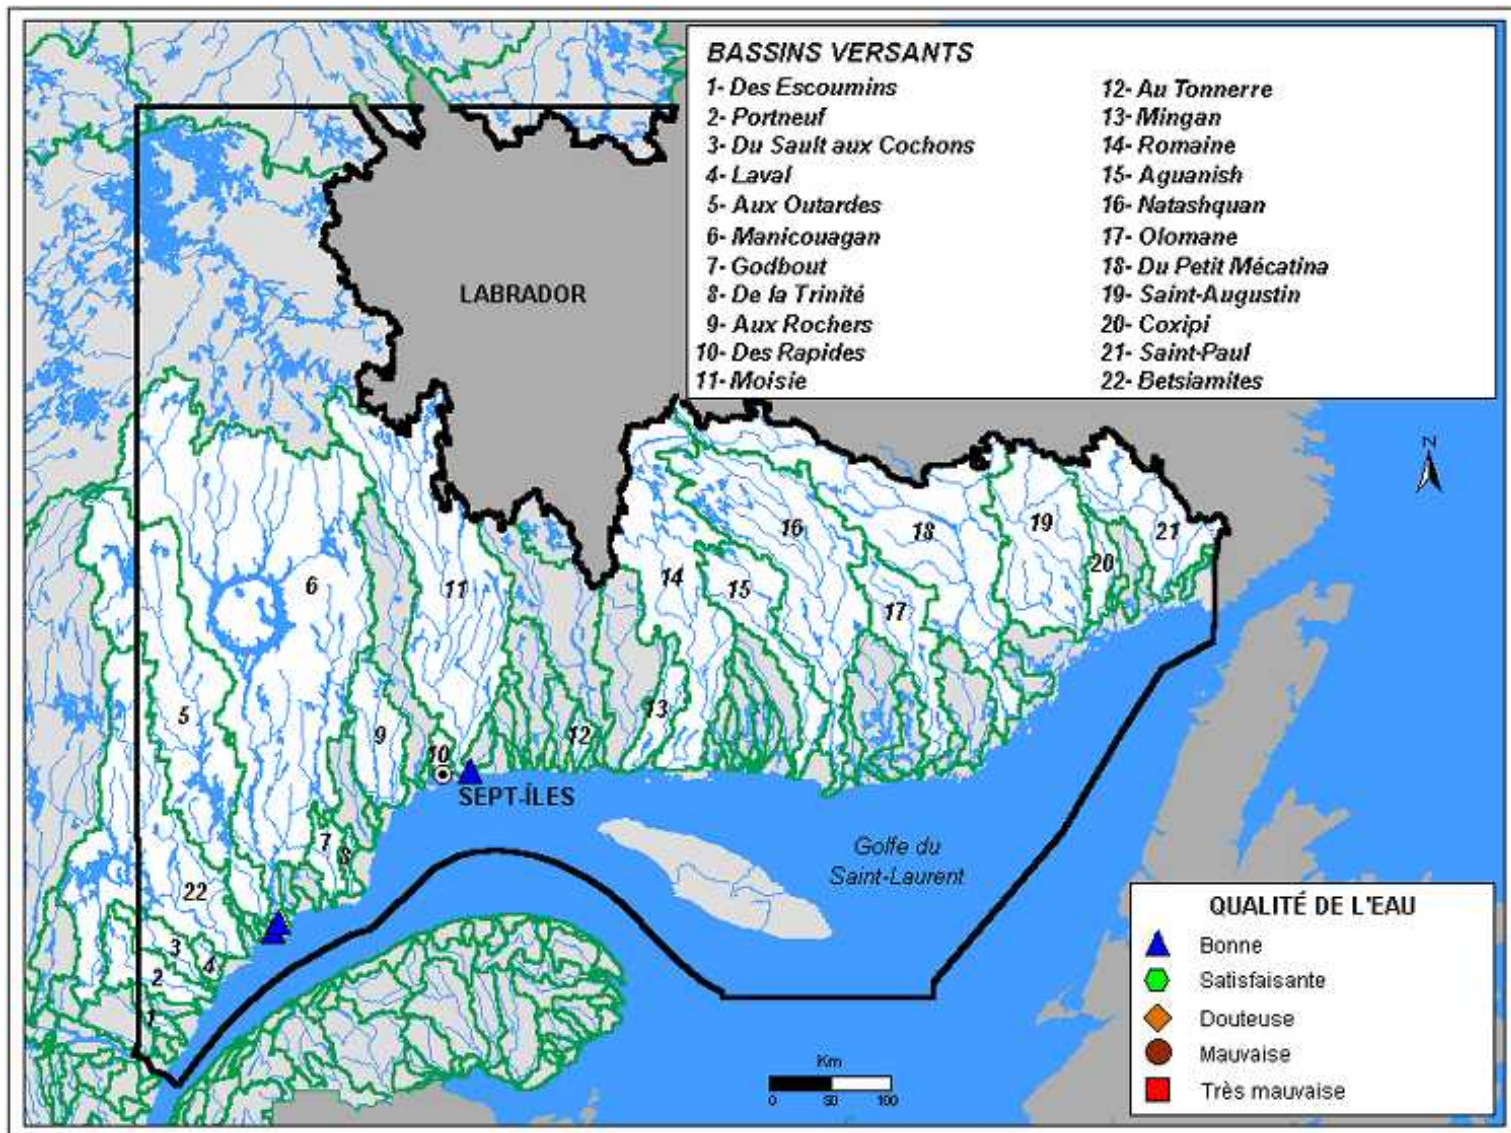 BASSINS VERSANTS
1- Des Escoumins
2- Portneuf
3- Du Sault aux Cochons
4- Laval
5- Aux Outardes
6- Manicouagan
7- Godbout
8- De la Trinité
9- Aux Rochers
10- Des Rapides
11- Moisie
12- Au Tonnerre
13- Mingan
14- Romaine
15- Aguanish
16- Natashquan
17- Olomane
18- Du Petit Mécatina
19- Saint-Augustin
20- Coxipi
21- Saint-Paul
22- Betsiamites
LABRADOR
N
16
18
19
21
20
6
11
14
15
17
5
9
13
12
10
SEPT-ÎLES
7
8
Golfe du
Saint-Laurent
22
3
4
2
1
QUALITÉ DE L'EAU
Bonne
Satisfaisante
Douteuse
Mauvaise
Très mauvaise
Km
0 50 100